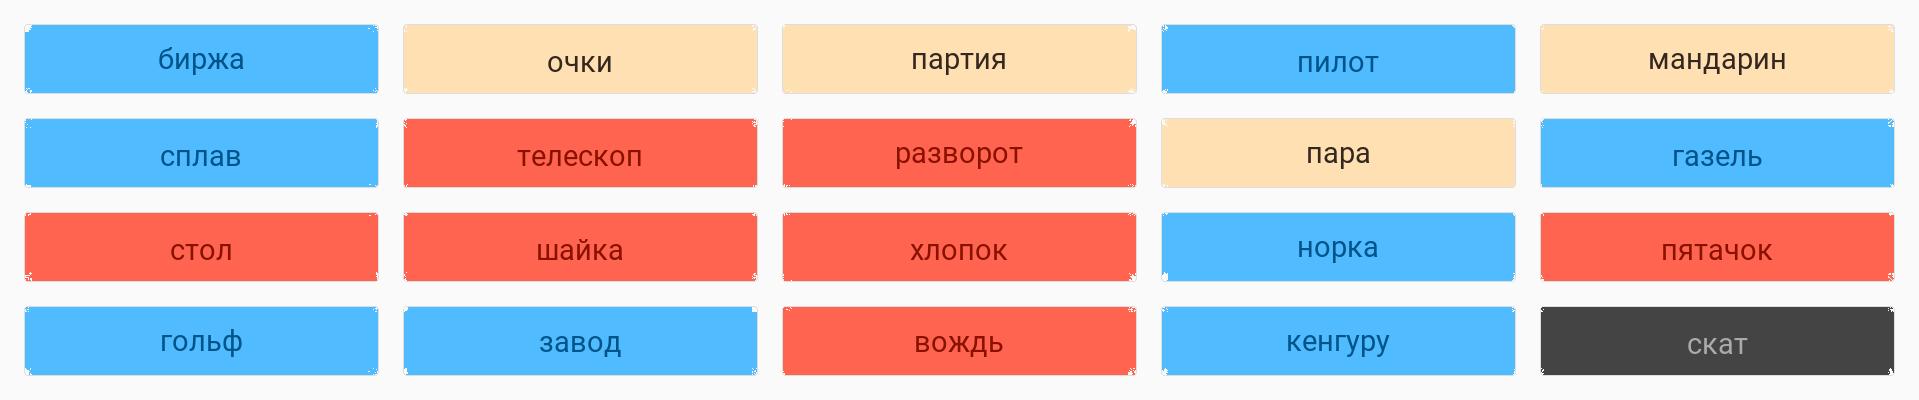 биржа очки партия пилот мандарин
сплав телескоп разворот пара газель
стол шайка хлопок норка пятачок
гольф завод вождь кенгуру скат